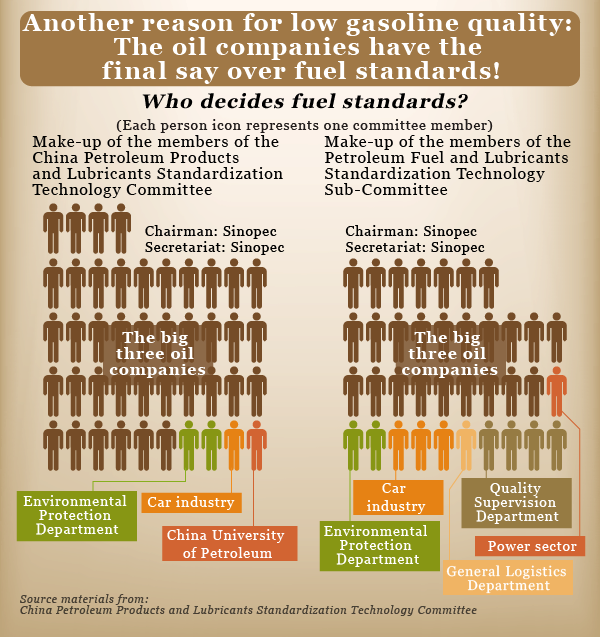 Another reason for low gasoline quality:
The oil companies have the
final say over fuel standards!
Who decides fuel standards?
(Each person icon represents one committee member)
Make-up of the members of the
China Petroleum Products
and Lubricants Standardization
Technology Committee
Chairman: Sinopec
Secretariat: Sinopec
The big
three oil
companies
Environmental
Protection
Department
Car industry
China University
of Petroleum
Make-up of the members of the
Petroleum Fuel and Lubricants
Standardization Technology
Sub-Committee
Chairman: Sinopec
Secretariat: Sinopec
The big
three oil
companies
Car
industry
Quality
Supervision
Department
Environmental
Protection
Department
Power sector
General Logistics
Department
Source materials from:
China Petroleum Products and Lubricants Standardization Technology Committee